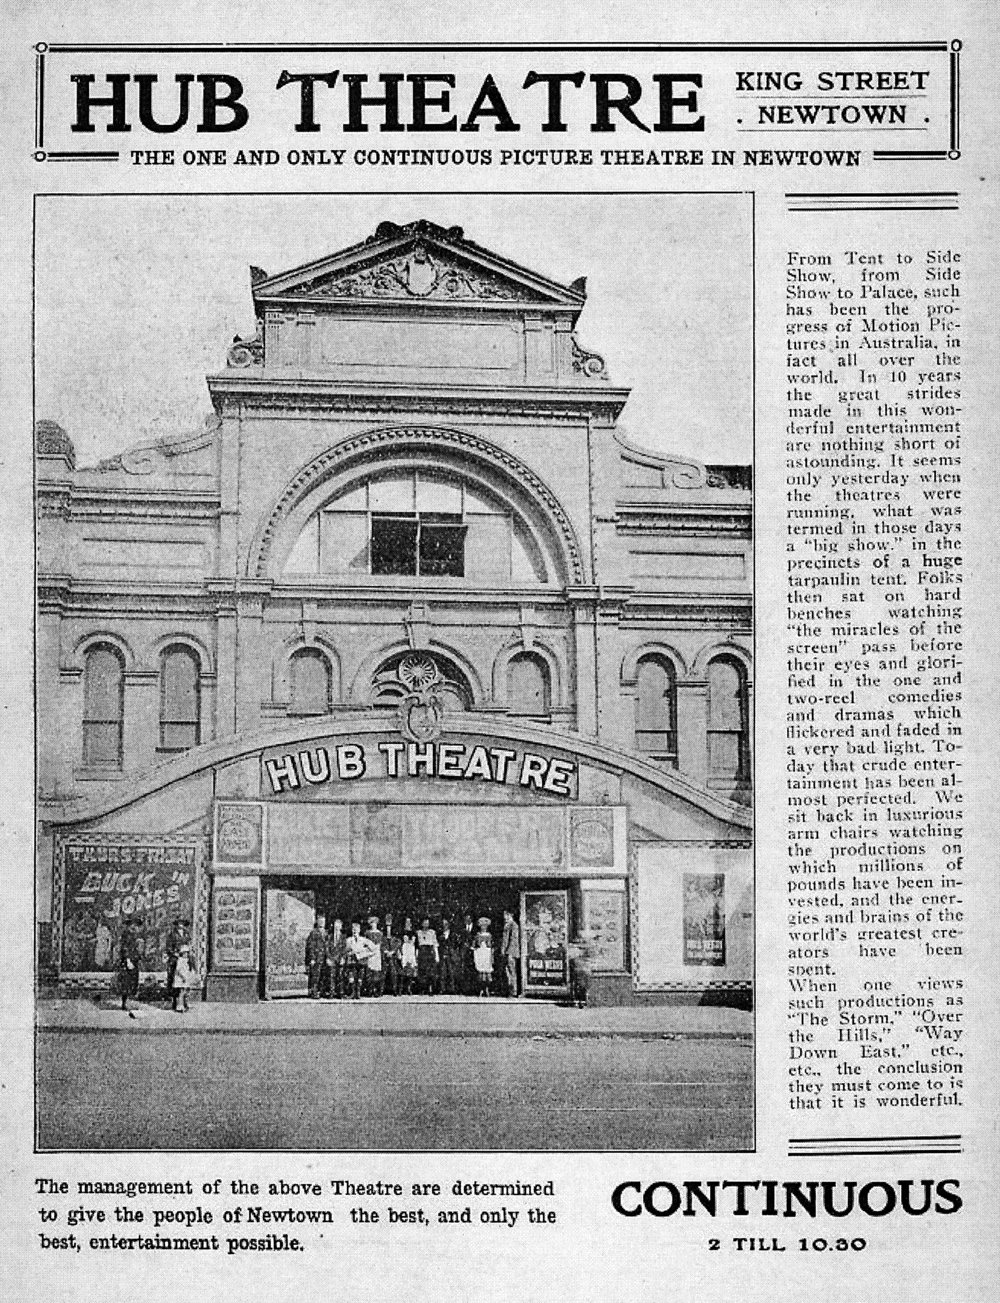 HUB THEATRE
KING STREET
. NEWTOWN .
THE ONE AND ONLY CONTINUOUS PICTURE THEATRE IN NEWTOWN
HUB THEATRE
THURS FRIDAY
BUCK
JONES
IN
From Tent to Side
Show, from Side
Show to Palace, such
has been the pro-
gress of Motion Pic-
tures in Australia, in
fact all over the
world. In 10 years
the great strides
made in this won-
derful entertainment
are nothing short of
astounding. It seems
only yesterday when
the theatres were
running, what was
termed in those days
a "big show." in the
precincts of a huge
tarpaulin tent. Folks
then sat on hard
benches watching
"the miracles of the
screen" pass before
their eyes and glori-
fied in the one and
two-reel comedies
and dramas which
flickered and faded in
a very bad light. To-
day that crude enter-
tainment has been al-
most perfected. We
sit back in luxurious
arm chairs watching
the productions on
which millions of
pounds have been in-
vested, and the ener-
gies and brains of the
world's greatest cre-
ators have been
spent.
When one views
such productions as
"The Storm," "Over
the Hills," "Way
Down East," etc.,
etc., the conclusion
they must come to is
that it is wonderful.
The management of the above Theatre are determined
to give the people of Newtown the best, and only the
best, entertainment possible.
CONTINUOUS
2 TILL 10.30